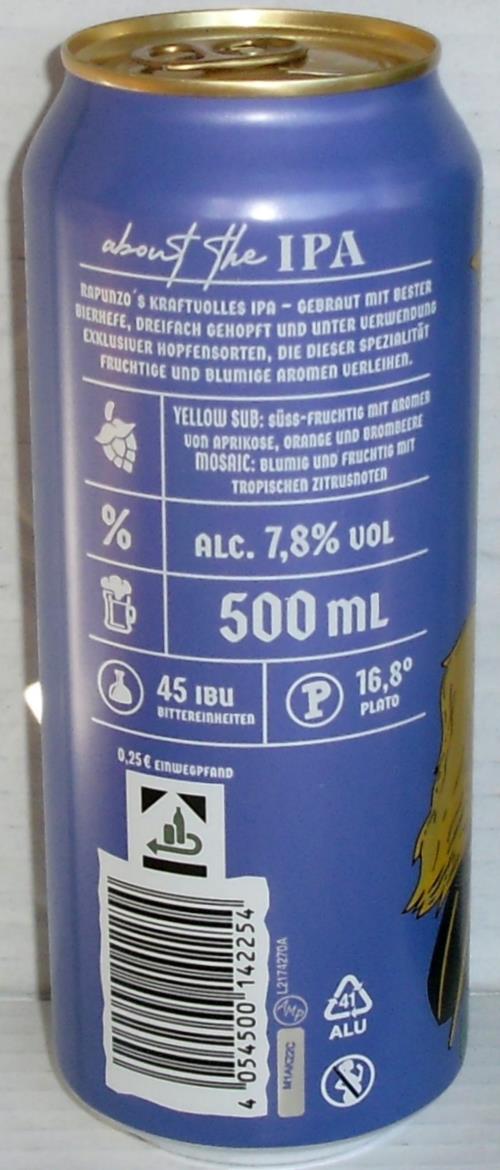 about the IPA
RAPUNZO´S KRAFTVOLLES IPA – GEBRAUT MIT BESTER
BIERHEFE, DREIFACH GEHOPFT UND UNTER VERWENDUNG
EXKLUSIVER HOPFENSORTEN, DIE DIESER SPEZIALITÄT
FRUCHTIGE UND BLUMIGE AROMEN VERLEIHEN.
YELLOW SUB: SÜSS-FRUCHTIG MIT AROMEN
VON APRIKOSE, ORANGE UND BROMBEERE
MOSAIC: BLUMIG UND FRUCHTIG MIT
TROPISCHEN ZITRUSNOTEN
% ALC. 7,8% VOL
500 mL
45 IBU
BITTEREINHEITEN
P 16,8°
PLATO
0,25 € EINWEGPFAND
4 054500 142254
L2174270A
M1AK22C
41
ALU